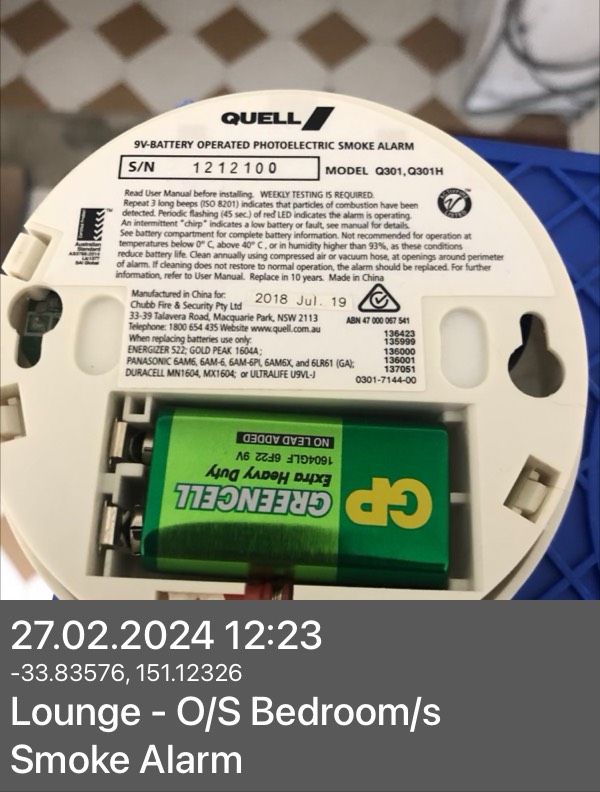 QUELL
9V-BATTERY OPERATED PHOTOELECTRIC SMOKE ALARM
S/N 1212100 MODEL Q301, Q301H
Read User Manual before installing. WEEKLY TESTING IS REQUIRED.
Repeat 3 long beeps (ISO 8201) indicates that particles of combustion have been
detected. Periodic flashing (45 sec.) of red LED indicates the alarm is operating.
An intermittent "chirp" indicates a low battery or fault, see manual for details.
See battery compartment for complete battery information. Not recommended for operation at
temperatures below 0° C, above 40° C, or in humidity higher than 93%, as these conditions
reduce battery life. Clean annually using compressed air or vacuum hose, at openings around perimeter
of alarm. If cleaning does not restore to normal operation, the alarm should be replaced. For further
information, refer to User Manual. Replace in 10 years. Made in China
Australian
Standard
SAI Global
Manufactured in China for:
Chubb Fire & Security Pty Ltd 2018 Jul. 19
33-39 Talavera Road, Macquarie Park, NSW 2113
Telephone: 1800 654 435 Website www.quell.com.au
When replacing batteries use only:
ENERGIZER 522; GOLD PEAK 1604A;
PANASONIC 6AM6, 6AM-6, 6AM-6PI, 6AM6X, and 6LR61 (GA);
DURACELL MN1604, MX1604; or ULTRALIFE U9VL-J
ABN 47 000 067 541
136423
135999
136000
136001
137051
0301-7144-00
GP
GREENCELL
Extra Heavy Duty
1604GLF 6F22 9V
NO LEAD ADDED
27.02.2024 12:23
-33.83576, 151.12326
Lounge - O/S Bedroom/s
Smoke Alarm